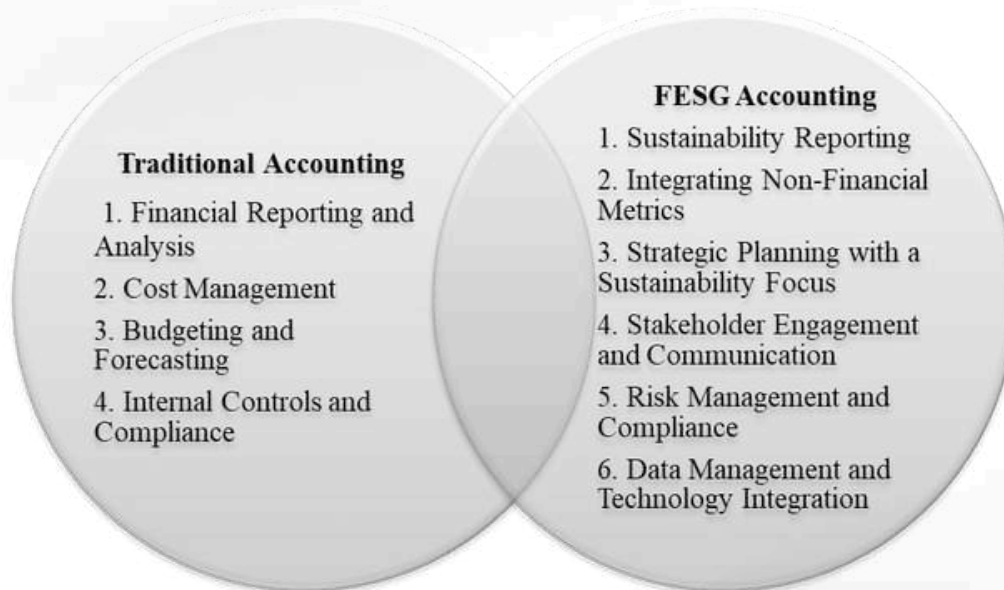 Traditional Accounting
1. Financial Reporting and
Analysis
2. Cost Management
3. Budgeting and
Forecasting
4. Internal Controls and
Compliance
FESG Accounting
1. Sustainability Reporting
2. Integrating Non-Financial
Metrics
3. Strategic Planning with a
Sustainability Focus
4. Stakeholder Engagement
and Communication
5. Risk Management and
Compliance
6. Data Management and
Technology Integration